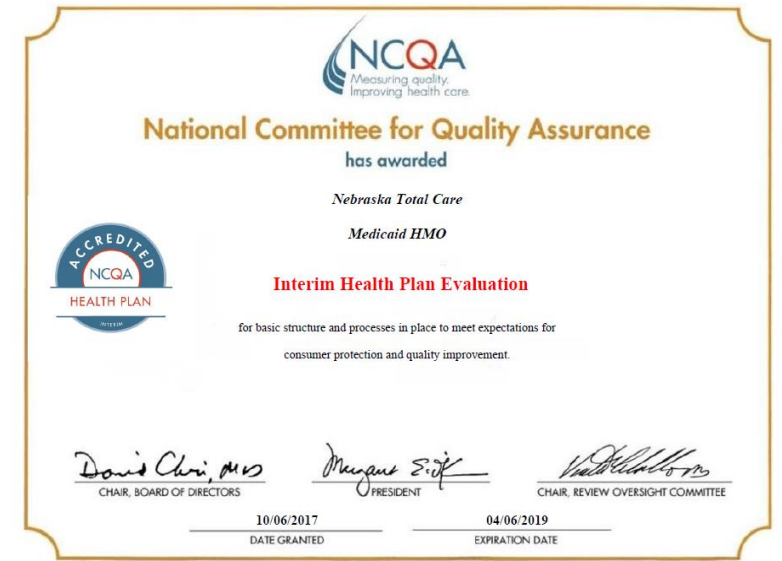 NCQA
Measuring quality.
Improving health care.
National Committee for Quality Assurance
has awarded
Nebraska Total Care
Medicaid HMO
ACCREDITED
NCQA
HEALTH PLAN
INTERIM
Interim Health Plan Evaluation
for basic structure and processes in place to meet expectations for
consumer protection and quality improvement.
CHAIR, BOARD OF DIRECTORS
PRESIDENT
CHAIR, REVIEW OVERSIGHT COMMITTEE
10/06/2017
04/06/2019
DATE GRANTED
EXPIRATION DATE